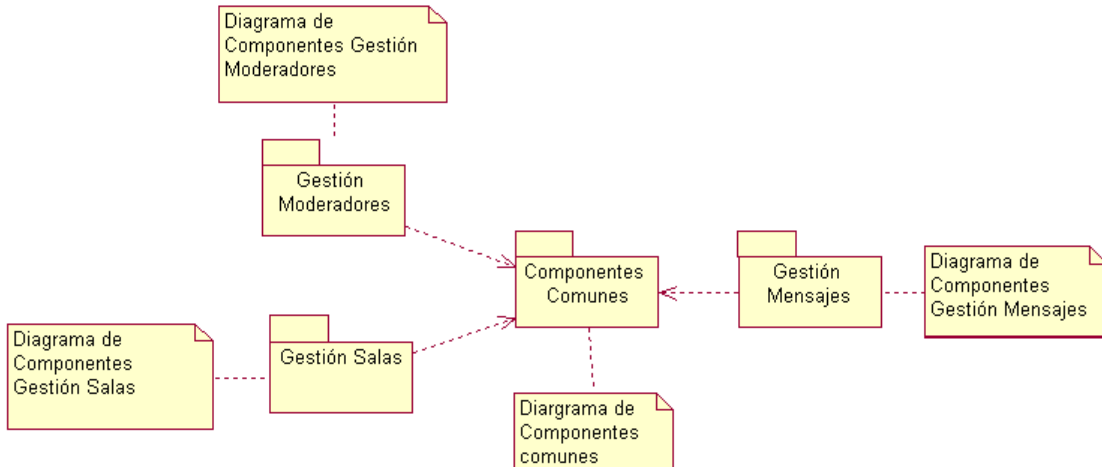 Diagrama de
Componentes Gestión
Moderadores
Gestión
Moderadores
Componentes
Comunes
Gestión
Mensajes
Diagrama de
Componentes
Gestión Mensajes
Diagrama de
Componentes
Gestión Salas
Gestión Salas
Diargrama de
Componentes
comunes